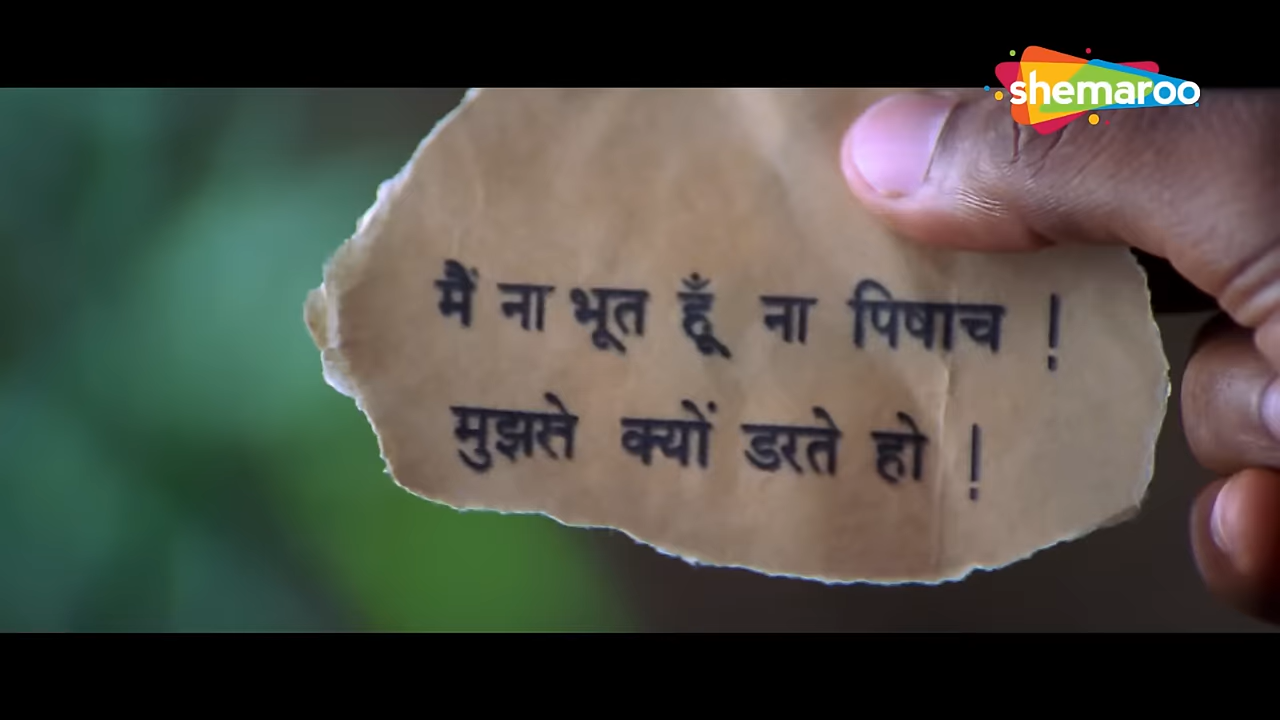 shemaroo
मैं ना भूत हूँ ना पिषाच !
मुझसे क्यों डरते हो !